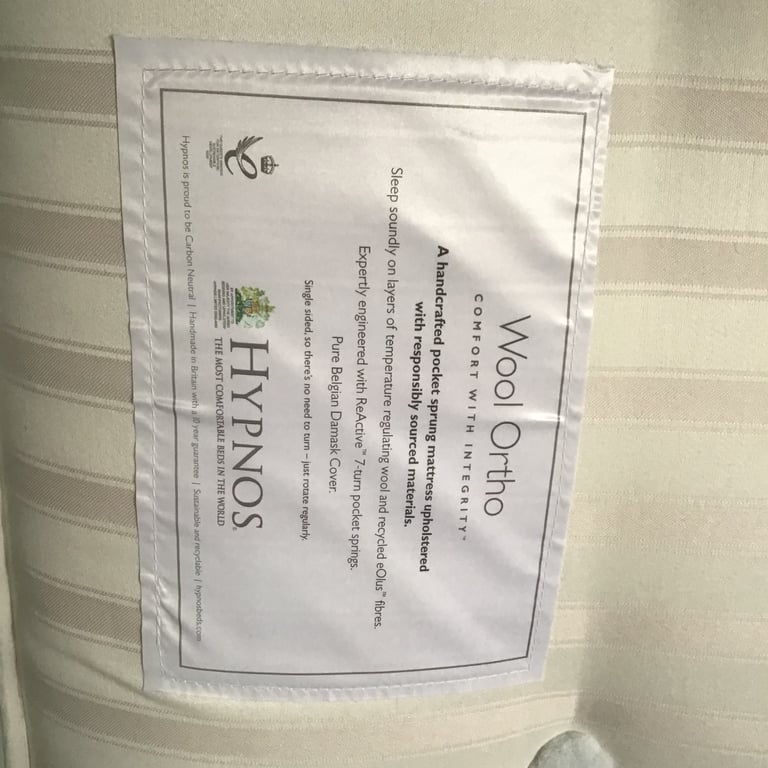 Wool Ortho
COMFORT WITH INTEGRITY™
A handcrafted pocket sprung mattress upholstered
with responsibly sourced materials.
Sleep soundly on layers of temperature regulating wool and recycled eOlus™ fibres.
Expertly engineered with ReActive™ 7-turn pocket springs.
Pure Belgian Damask Cover.
Single sided, so there's no need to turn – just rotate regularly.
HYPNOS®
THE MOST COMFORTABLE BEDS IN THE WORLD
Hypnos is proud to be Carbon Neutral | Handmade in Britain with a 10 year guarantee | Sustainable and recyclable | hypnosbeds.com